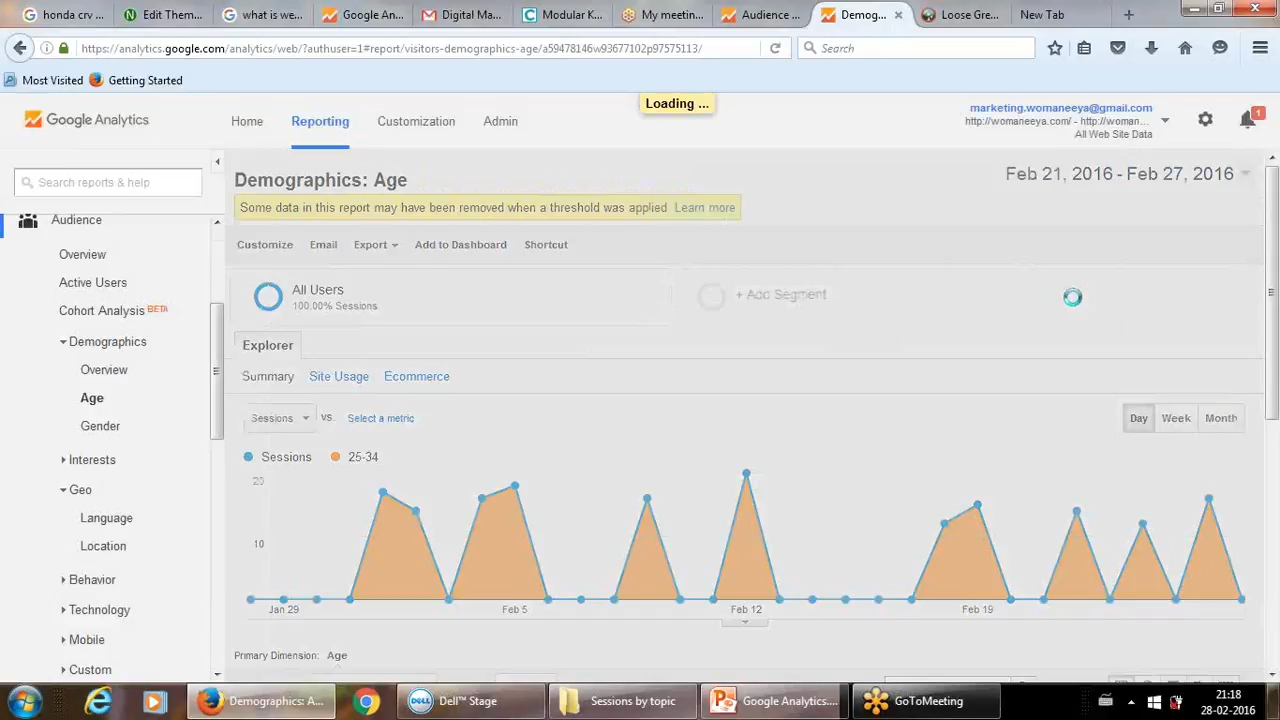 honda crv ...
Edit Them...
what is we...
Google An...
Digital Ma...
Modular K...
My meetin...
Audience ...
Demog...
Loose Gre...
New Tab
https://analytics.google.com/analytics/web/?authuser=1#report/visitors-demographics-age/a59478146w93677102p97575113/
Search
Most Visited
Getting Started
Loading ...
Google Analytics
Home
Reporting
Customization
Admin
marketing.womaneeya@gmail.com
http://womaneeya.com/ - http://woman...
All Web Site Data
1
Search reports & help
Audience
Overview
Active Users
Cohort Analysis BETA
Demographics
Overview
Age
Gender
Interests
Geo
Language
Location
Behavior
Technology
Mobile
Custom
Demographics: Age
Feb 21, 2016 - Feb 27, 2016
Some data in this report may have been removed when a threshold was applied Learn more
Customize
Email
Export
Add to Dashboard
Shortcut
All Users
100.00% Sessions
+ Add Segment
Explorer
Summary
Site Usage
Ecommerce
Sessions
vs.
Select a metric
Day
Week
Month
Sessions
25-34
20
10
Jan 29
Feb 5
Feb 12
Feb 19
Primary Dimension: Age
Demographics: A...
DELL
Dell™ Stage
Sessions by topic
Google Analytics....
GoToMeeting
21:18
28-02-2016